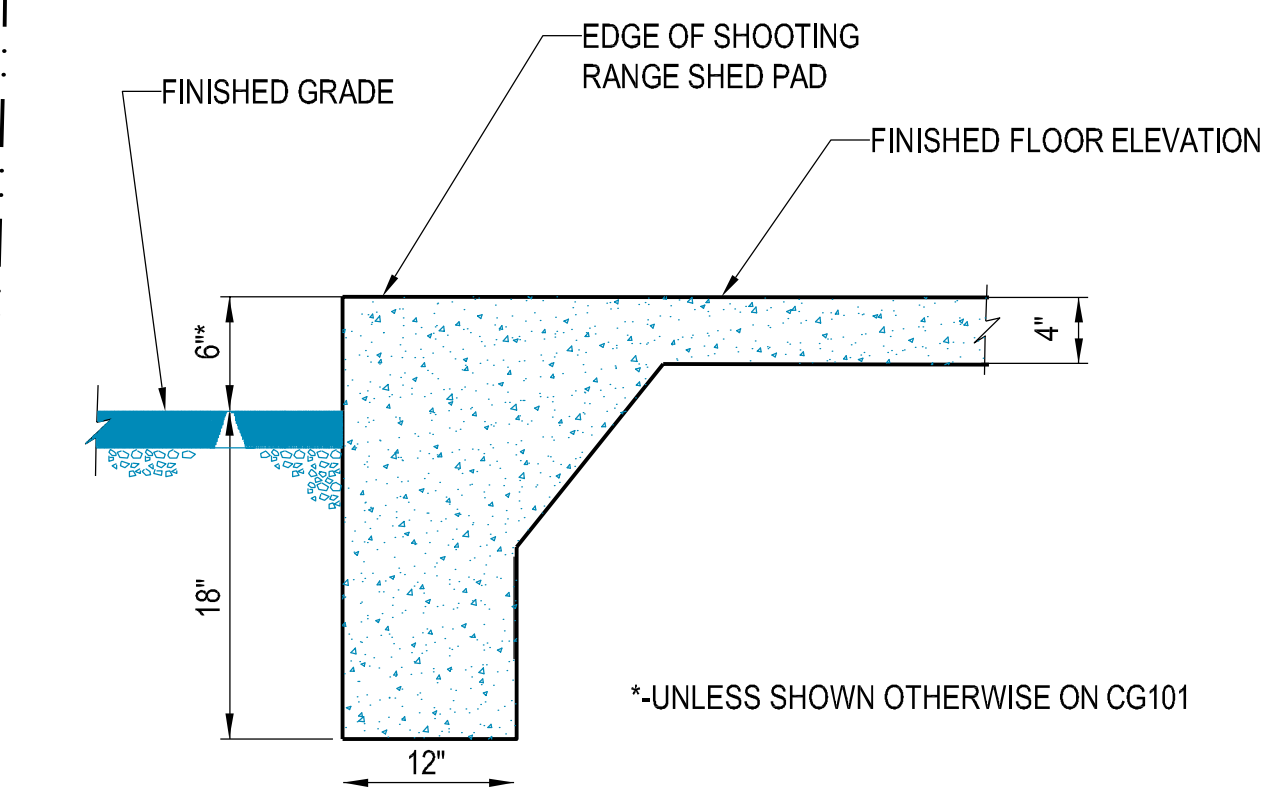 EDGE OF SHOOTING
RANGE SHED PAD
FINISHED GRADE
FINISHED FLOOR ELEVATION
6"*
4"
18"
*-UNLESS SHOWN OTHERWISE ON CG101
12"